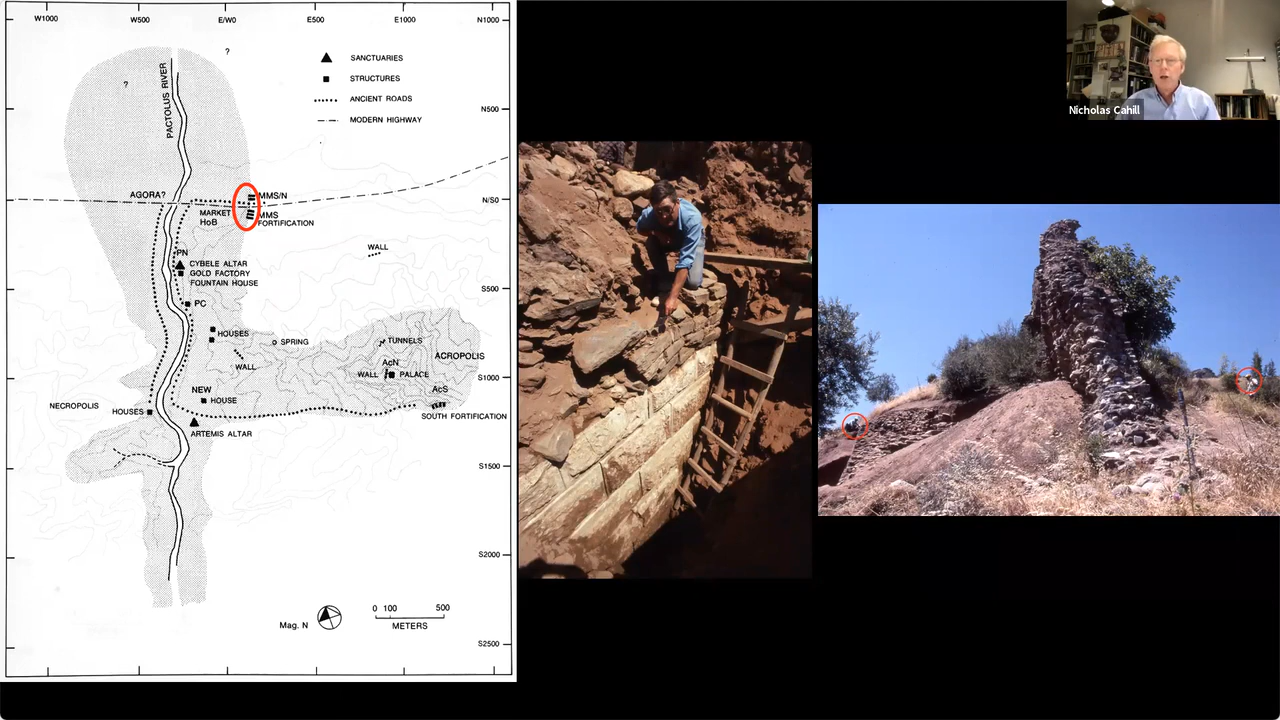 W1000 W500 E/W0 E500 E1000 N1000
?
?
PACTOLUS RIVER
SANCTUARIES
STRUCTURES
ANCIENT ROADS
MODERN HIGHWAY
N500
AGORA?
MMS/N
N/S0
MARKET
HoB
MMS
FORTIFICATION
WALL
PN
CYBELE ALTAR
GOLD FACTORY
FOUNTAIN HOUSE
S500
PC
HOUSES
SPRING
TUNNELS
WALL
ACROPOLIS
AcN
WALL PALACE
S1000
NEW
HOUSE
AcS
NECROPOLIS
HOUSES
SOUTH FORTIFICATION
ARTEMIS ALTAR
S1500
S2000
Mag. N
0 100 500
METERS
S2500
Nicholas Cahill